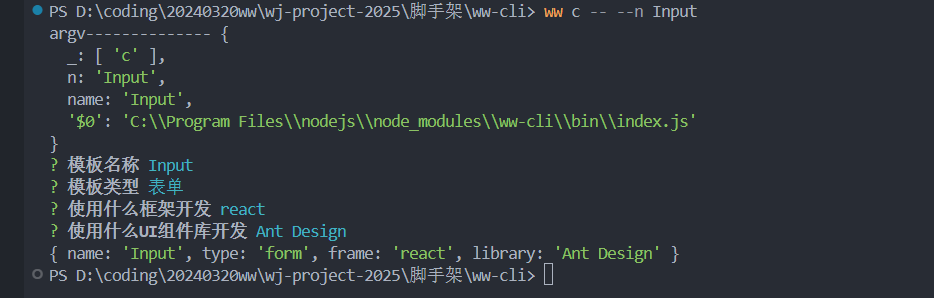 PS D:\coding\20240320ww\wj-project-2025\脚手架\ww-cli> ww c -- --n Input
argv-------------- {
  _: [ 'c' ],
  n: 'Input',
  name: 'Input',
  '$0': 'C:\\Program Files\\nodejs\\node_modules\\ww-cli\\bin\\index.js'
}
? 模板名称 Input
? 模板类型 表单
? 使用什么框架开发 react
? 使用什么UI组件库开发 Ant Design
{ name: 'Input', type: 'form', frame: 'react', library: 'Ant Design' }
PS D:\coding\20240320ww\wj-project-2025\脚手架\ww-cli>